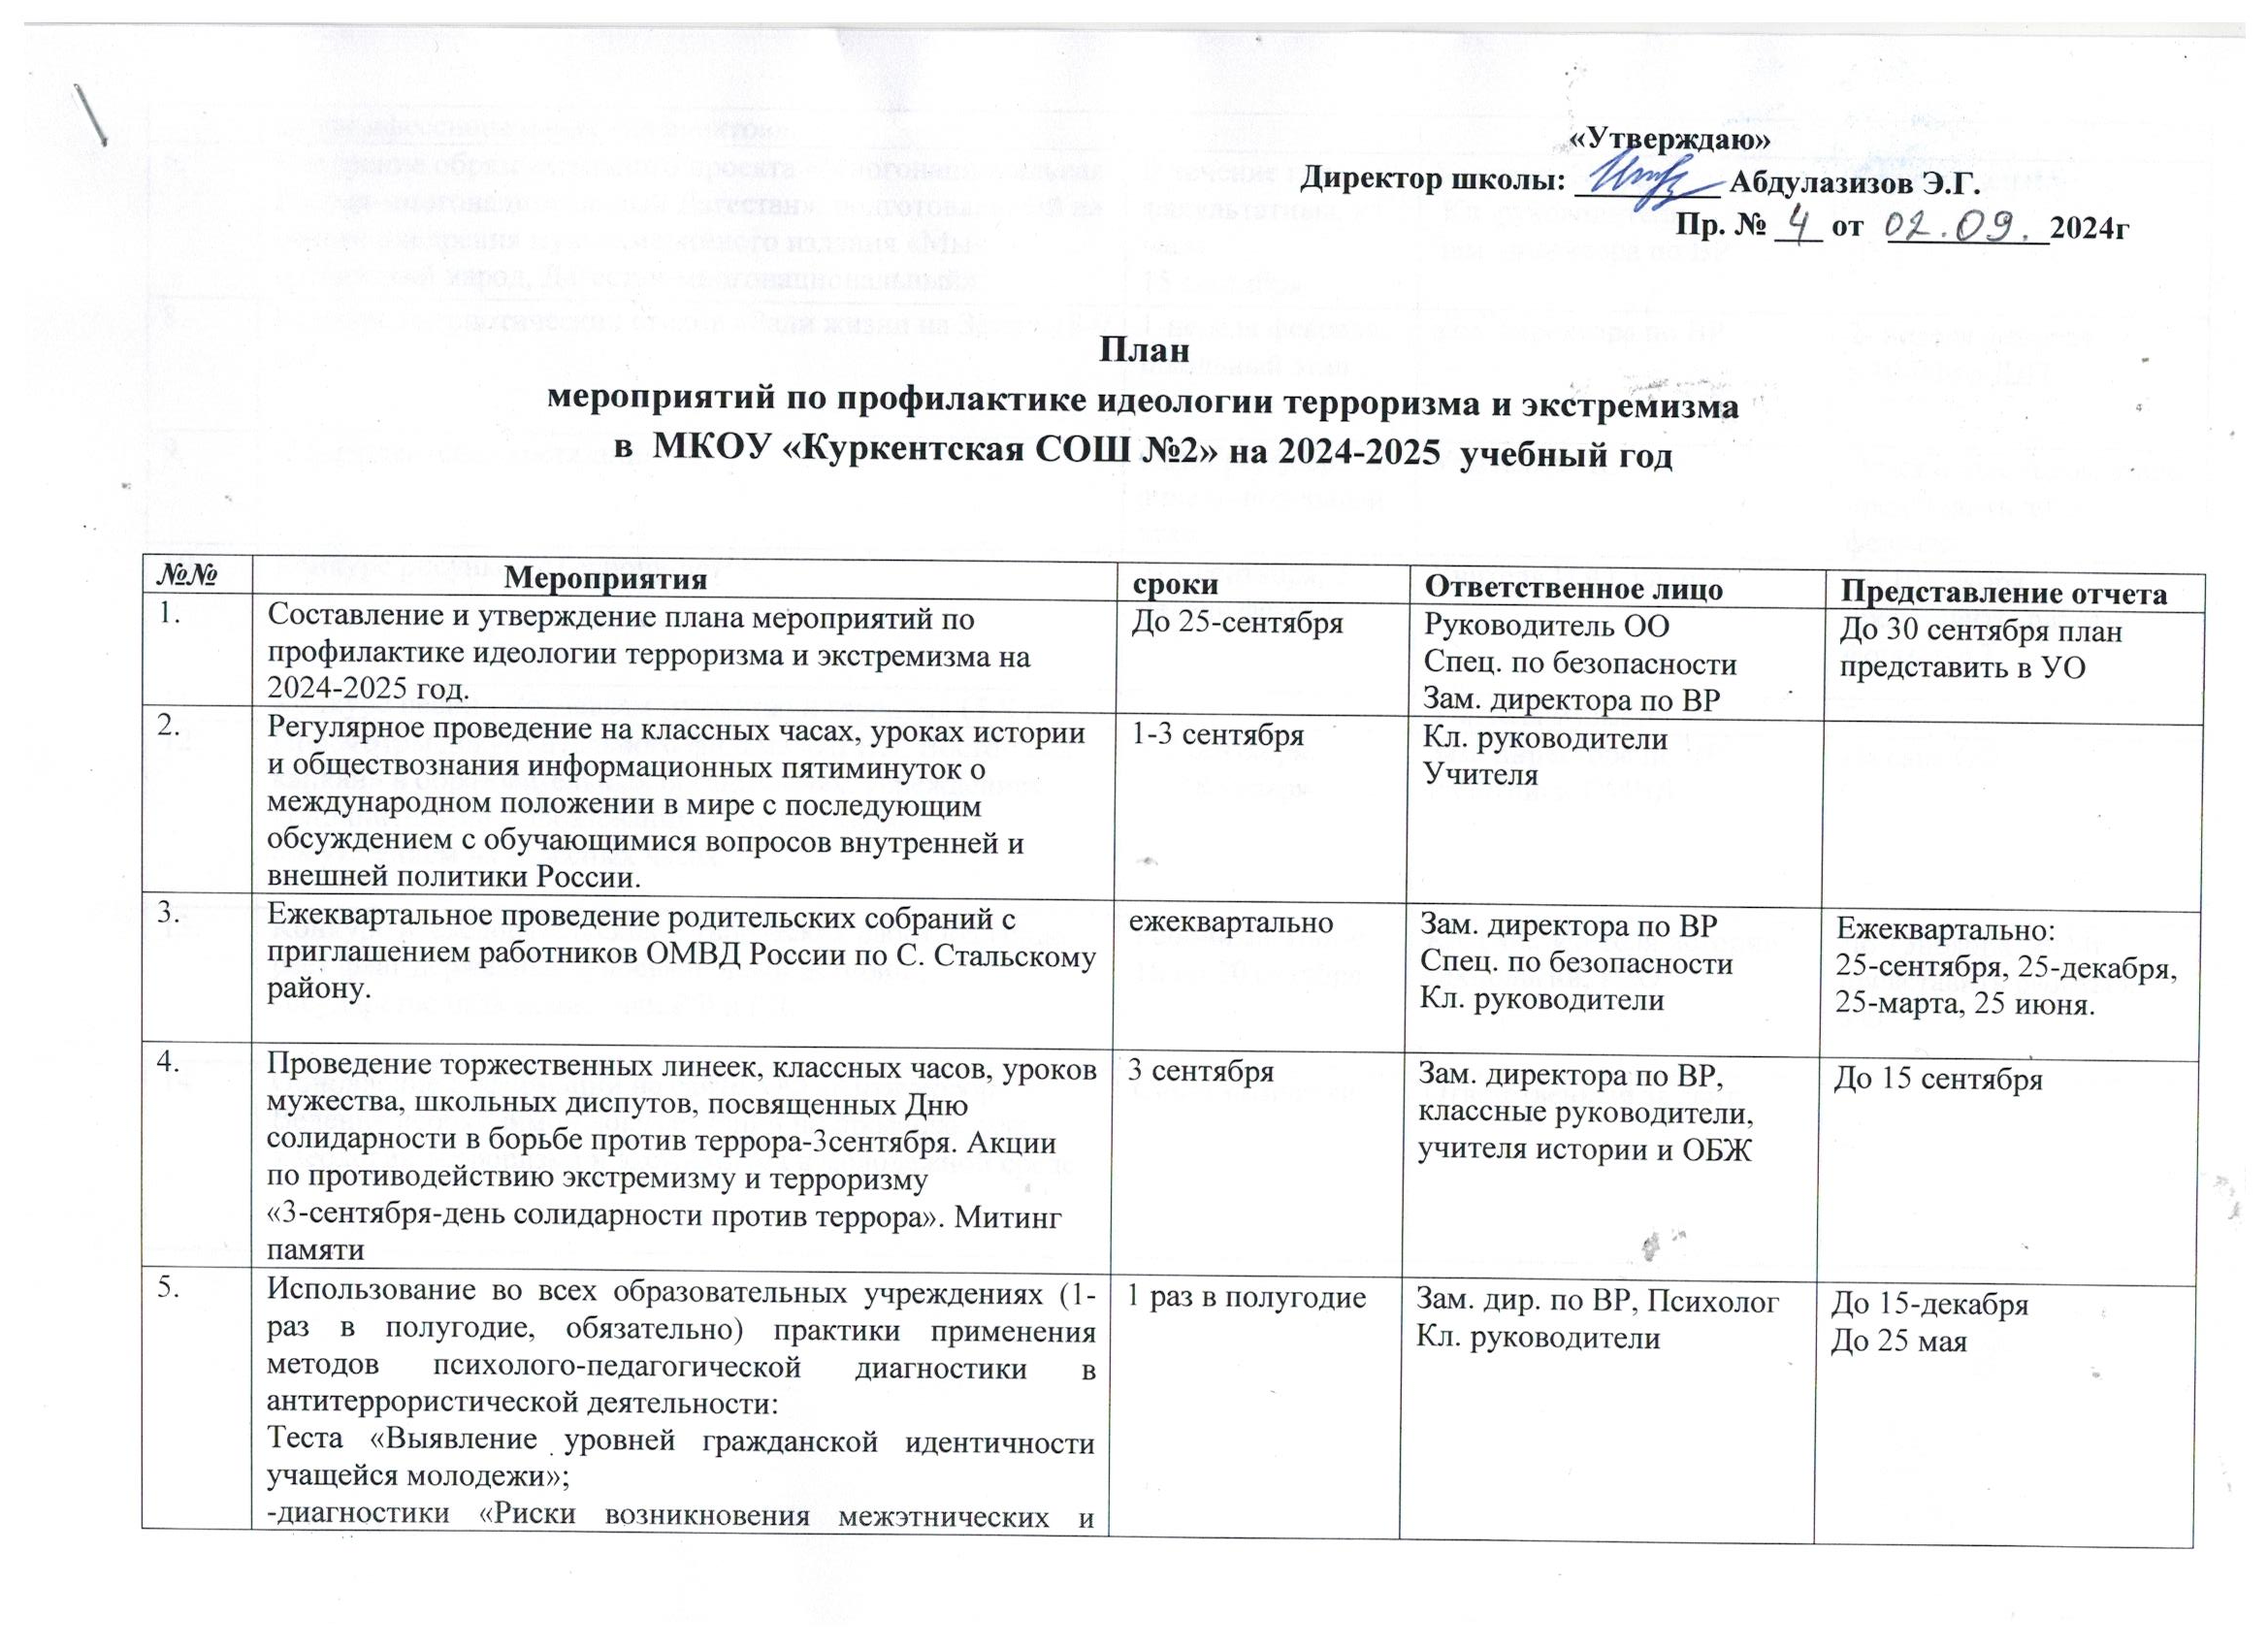 «Утверждаю»
Директор школы: Абдулазизов Э.Г.
Пр. № 4 от 02.09. 2024г
План
мероприятий по профилактике идеологии терроризма и экстремизма
в МКОУ «Куркентская СОШ №2» на 2024-2025 учебный год
№№ Мероприятия сроки Ответственное лицо Представление отчета
1.
Составление и утверждение плана мероприятий по
профилактике идеологии терроризма и экстремизма на
2024-2025 год.
До 25-сентября
Руководитель ОО
Спец. по безопасности
Зам. директора по ВР
До 30 сентября план
представить в УО
2.
Регулярное проведение на классных часах, уроках истории
и обществознания информационных пятиминуток о
международном положении в мире с последующим
обсуждением с обучающимися вопросов внутренней и
внешней политики России.
1-3 сентября
Кл. руководители
Учителя
3.
Ежеквартальное проведение родительских собраний с
приглашением работников ОМВД России по С. Стальскому
району.
ежеквартально
Зам. директора по ВР
Спец. по безопасности
Кл. руководители
Ежеквартально:
25-сентября, 25-декабря,
25-марта, 25 июня.
4.
Проведение торжественных линеек, классных часов, уроков
мужества, школьных диспутов, посвященных Дню
солидарности в борьбе против террора-3сентября. Акции
по противодействию экстремизму и терроризму
«3-сентября-день солидарности против террора». Митинг
памяти
3 сентября
Зам. директора по ВР,
классные руководители,
учителя истории и ОБЖ
До 15 сентября
5.
Использование во всех образовательных учреждениях (1-
раз в полугодие, обязательно) практики применения
методов психолого-педагогической диагностики в
антитеррористической деятельности:
Теста «Выявление уровней гражданской идентичности
учащейся молодежи»;
-диагностики «Риски возникновения межэтнических и
1 раз в полугодие
Зам. дир. по ВР, Психолог
Кл. руководители
До 15-декабря
До 25 мая